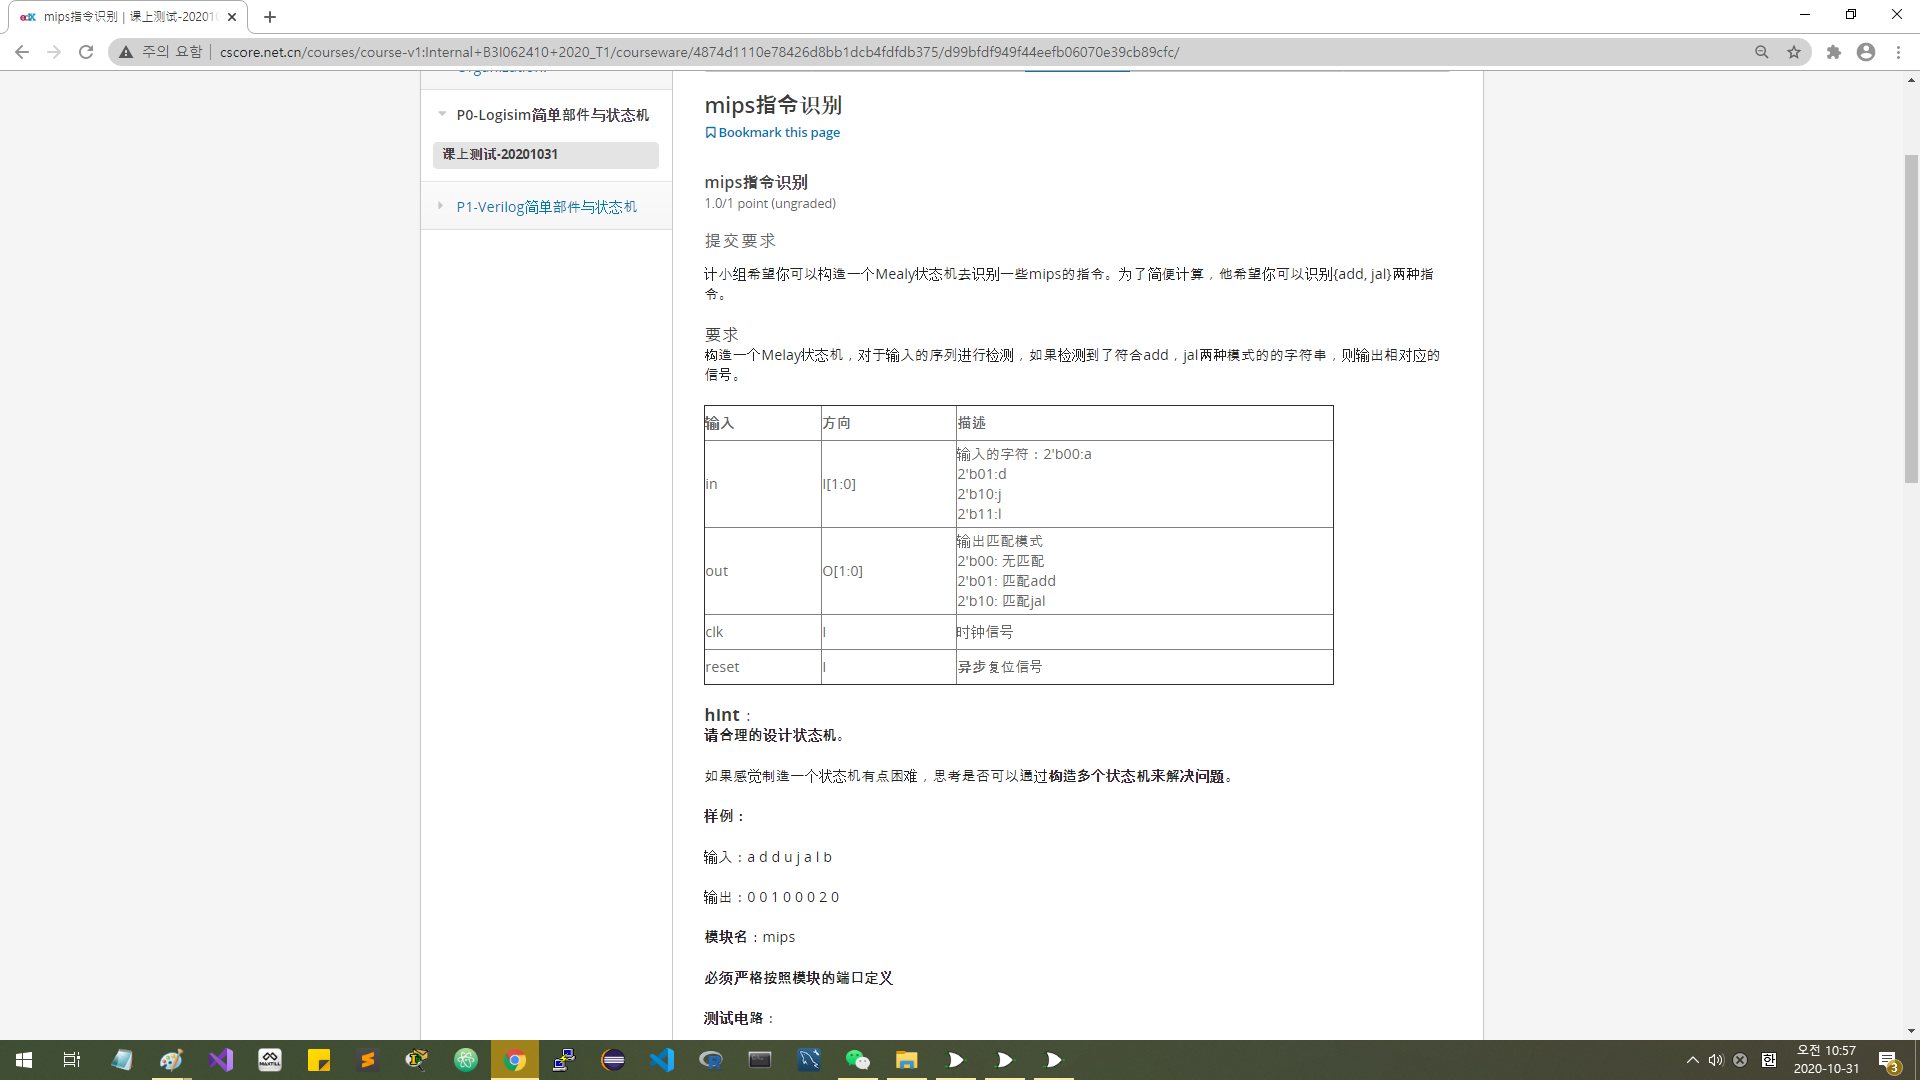 mips指令识别 | 课上测试-20201
주의 요함
cscore.net.cn/courses/course-v1:Internal+B3I062410+2020_T1/courseware/4874d1110e78426d8bb1dcb4fdfdb375/d99bfdf949f44eefb06070e39cb89cfc/
P0-Logisim简单部件与状态机
课上测试-20201031
P1-Verilog简单部件与状态机
mips指令识别
Bookmark this page
mips指令识别
1.0/1 point (ungraded)
提交要求
计小组希望你可以构造一个Mealy状态机去识别一些mips的指令。为了简便计算，他希望你可以识别{add, jal}两种指
令。
要求
构造一个Melay状态机，对于输入的序列进行检测，如果检测到了符合add，jal两种模式的的字符串，则输出相对应的
信号。
输入 方向 描述
in I[1:0] 输入的字符：2'b00:a
2'b01:d
2'b10:j
2'b11:l
out O[1:0] 输出匹配模式
2'b00: 无匹配
2'b01: 匹配add
2'b10: 匹配jal
clk I 时钟信号
reset I 异步复位信号
hInt：
请合理的设计状态机。
如果感觉制造一个状态机有点困难，思考是否可以通过构造多个状态机来解决问题。
样例：
输入：a d d u j a l b
输出：0 0 1 0 0 0 2 0
模块名：mips
必须严格按照模块的端口定义
测试电路：
오전 10:57
2020-10-31
3